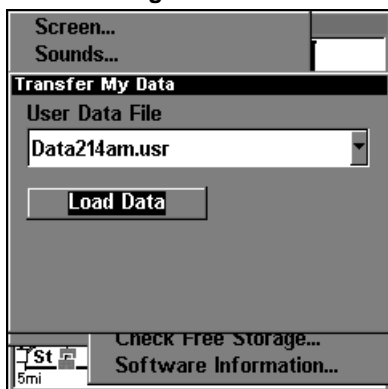 Screen...
Sounds...
Transfer My Data
User Data File
Data214am.usr
Load Data
Check Free Storage...
St
Software Information...
5mi